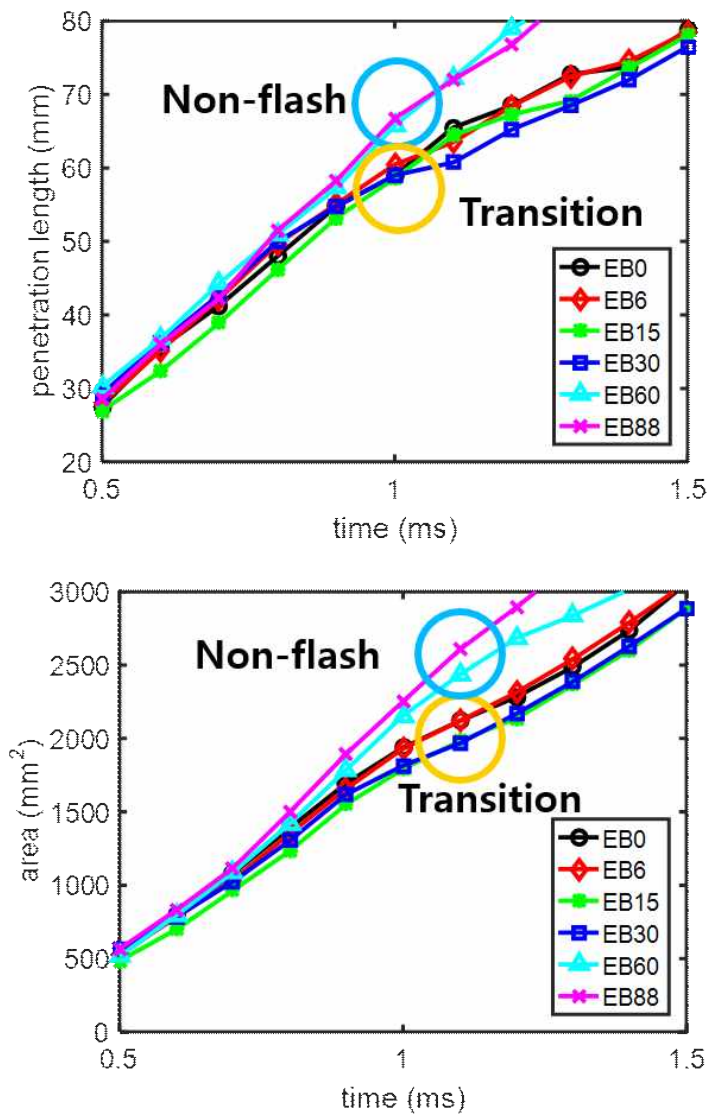 80
70
60
50
40
30
20
penetration length (mm)
Non-flash
Transition
EB0
EB6
EB15
EB30
EB60
EB88
0.5
1
1.5
time (ms)
3000
2500
2000
1500
1000
500
0
area (mm²)
Non-flash
Transition
EB0
EB6
EB15
EB30
EB60
EB88
0.5
1
1.5
time (ms)